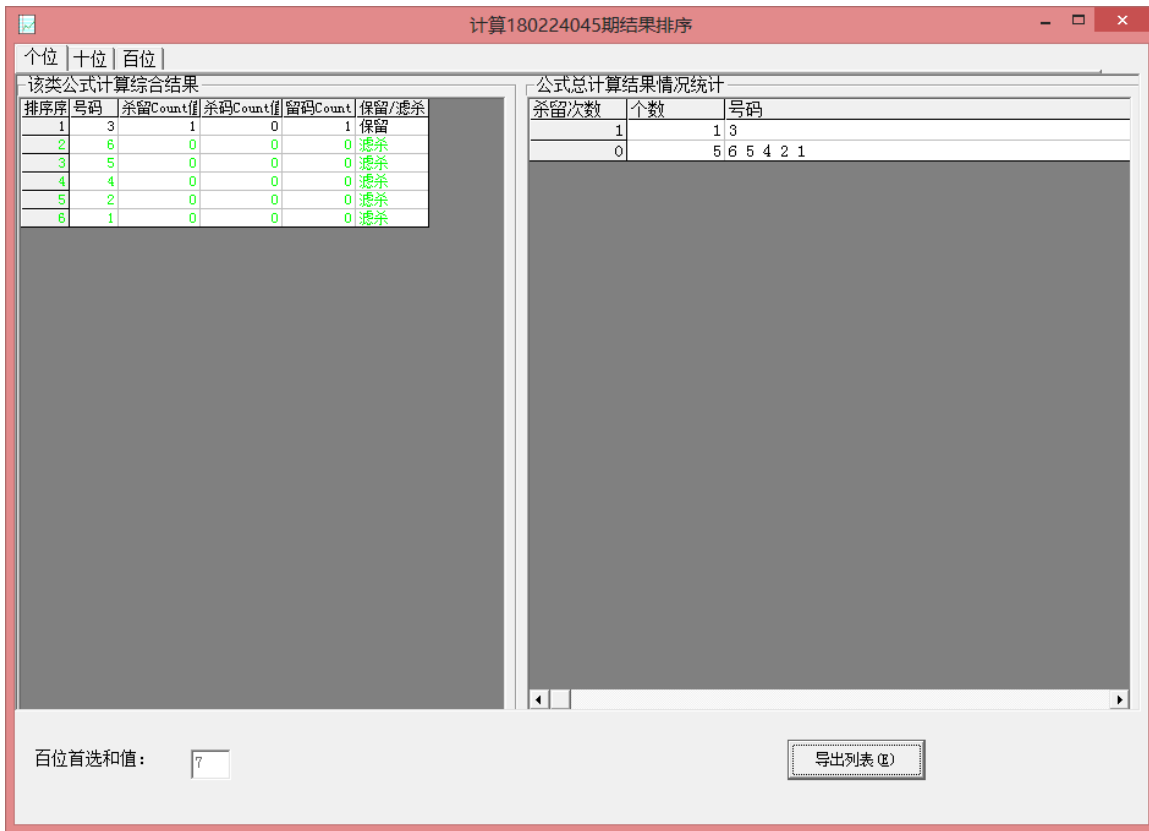 计算180224045期结果排序
个位 十位 百位
该类公式计算综合结果
排序序 号码 杀留Count值 杀码Count值 留码Count 保留/滤杀
1 3 1 0 1 保留
2 6 0 0 0 滤杀
3 5 0 0 0 滤杀
4 4 0 0 0 滤杀
5 2 0 0 0 滤杀
6 1 0 0 0 滤杀
公式总计算结果情况统计
杀留次数 个数 号码
1 1 3
0 5 6 5 4 2 1
百位首选和值： 7
导出列表(E)